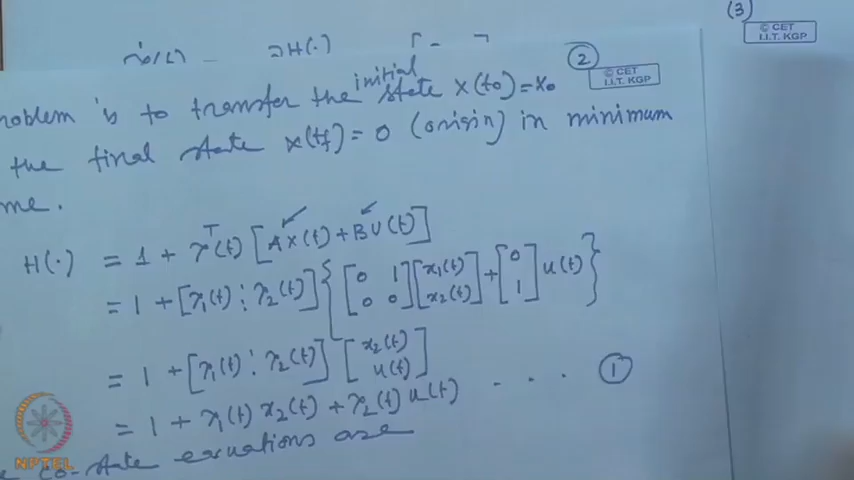 (3)
© CET
I.I.T. KGP
∂H(·)
2
© CET
I.I.T. KGP
roblem is to transfer the initial state x(t0) = x0
the final state x(tf) = 0 (origin) in minimum
me.
H(·) = 1 + λᵀ(t) [A x(t) + B u(t)]
= 1 + [λ1(t) ⋮ λ2(t)] { [0 1; 0 0] [x1(t); x2(t)] + [0; 1] u(t) }
= 1 + [λ1(t) ⋮ λ2(t)] [x2(t); u(t)]
= 1 + λ1(t) x2(t) + λ2(t) u(t) - - · · 1
e co-state equations are
NPTEL